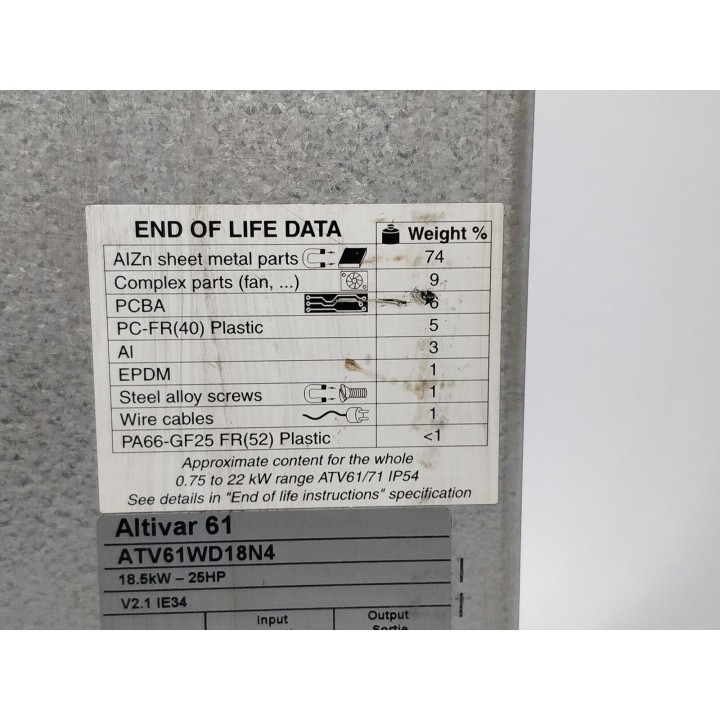 END OF LIFE DATA Weight %
AlZn sheet metal parts 74
Complex parts (fan, ...) 9
PCBA 6
PC-FR(40) Plastic 5
Al 3
EPDM 1
Steel alloy screws 1
Wire cables 1
PA66-GF25 FR(52) Plastic <1
Approximate content for the whole
0.75 to 22 kW range ATV61/71 IP54
See details in "End of life instructions" specification
Altivar 61
ATV61WD18N4
18.5kW – 25HP
V2.1 IE34
Input Output
Sortie